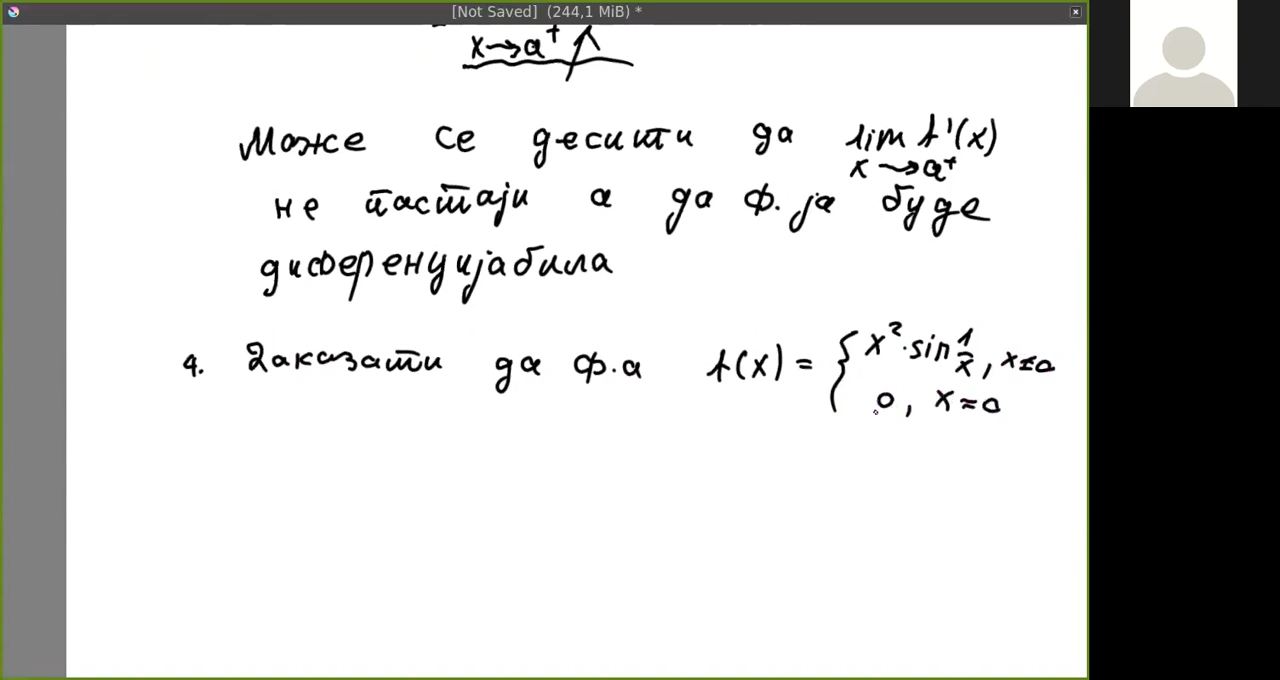 [Not Saved] (244,1 MiB) *
x→a⁺
Може се десити да lim f'(x)
x→a⁺
не постаји а да ф.ја буде
диференцијабила
4. Доказати да ф.а f(x) = { x²·sin 1/x, x≠0
0, x=0